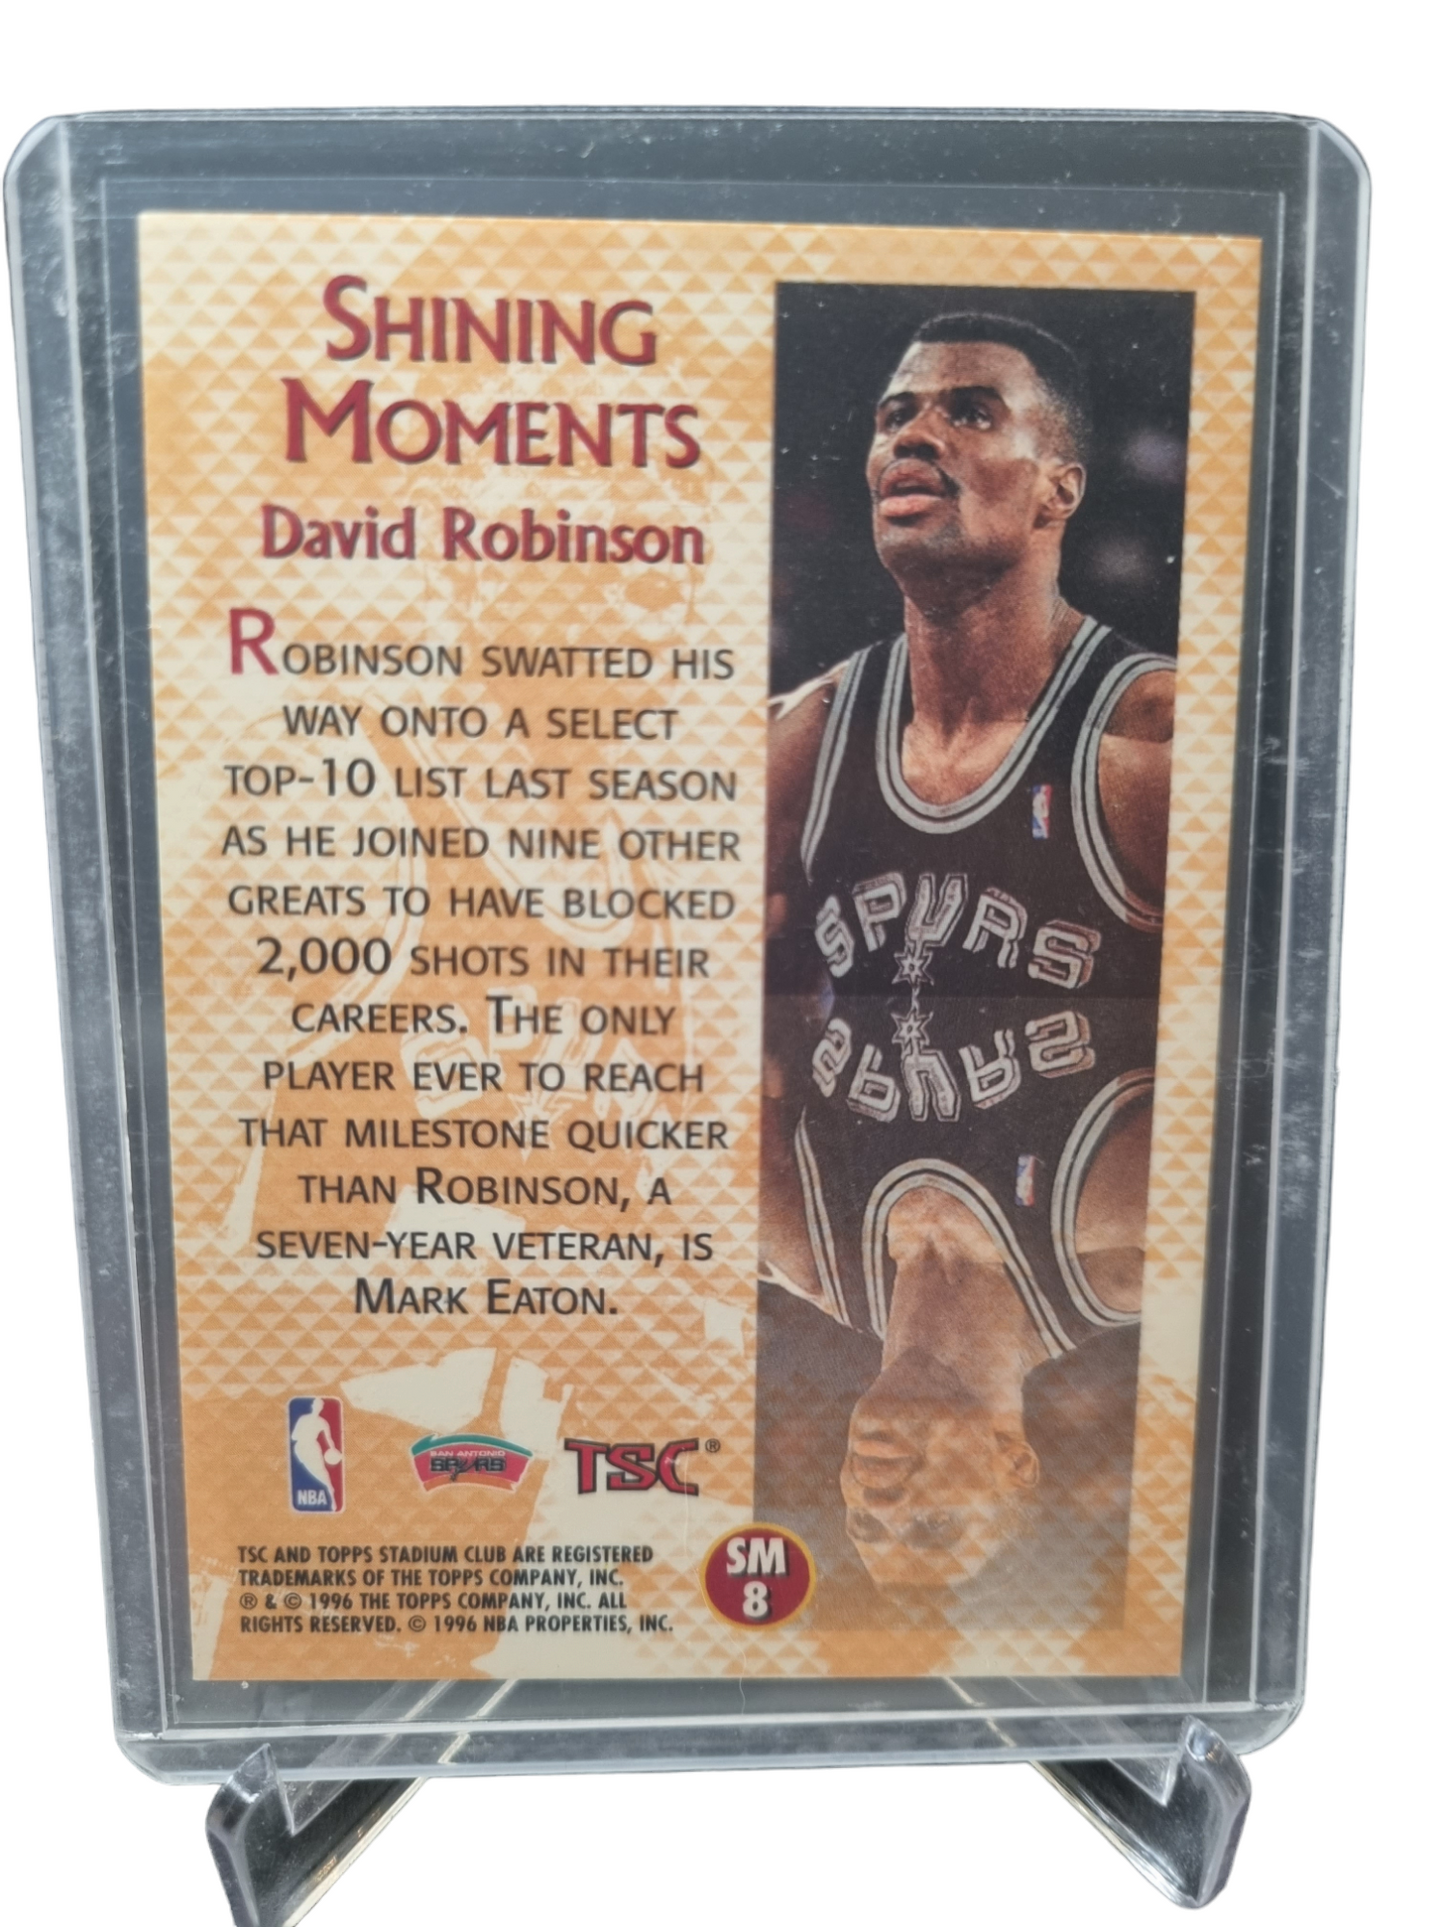 SHINING
MOMENTS
David Robinson
ROBINSON SWATTED HIS
WAY ONTO A SELECT
TOP-10 LIST LAST SEASON
AS HE JOINED NINE OTHER
GREATS TO HAVE BLOCKED
2,000 SHOTS IN THEIR
CAREERS. THE ONLY
PLAYER EVER TO REACH
THAT MILESTONE QUICKER
THAN ROBINSON, A
SEVEN-YEAR VETERAN, IS
MARK EATON.
SPURS
SPURS
NBA
SAN ANTONIO
SPURS
TSC®
TSC AND TOPPS STADIUM CLUB ARE REGISTERED
TRADEMARKS OF THE TOPPS COMPANY, INC.
® & © 1996 THE TOPPS COMPANY, INC. ALL
RIGHTS RESERVED. © 1996 NBA PROPERTIES, INC.
SM
8